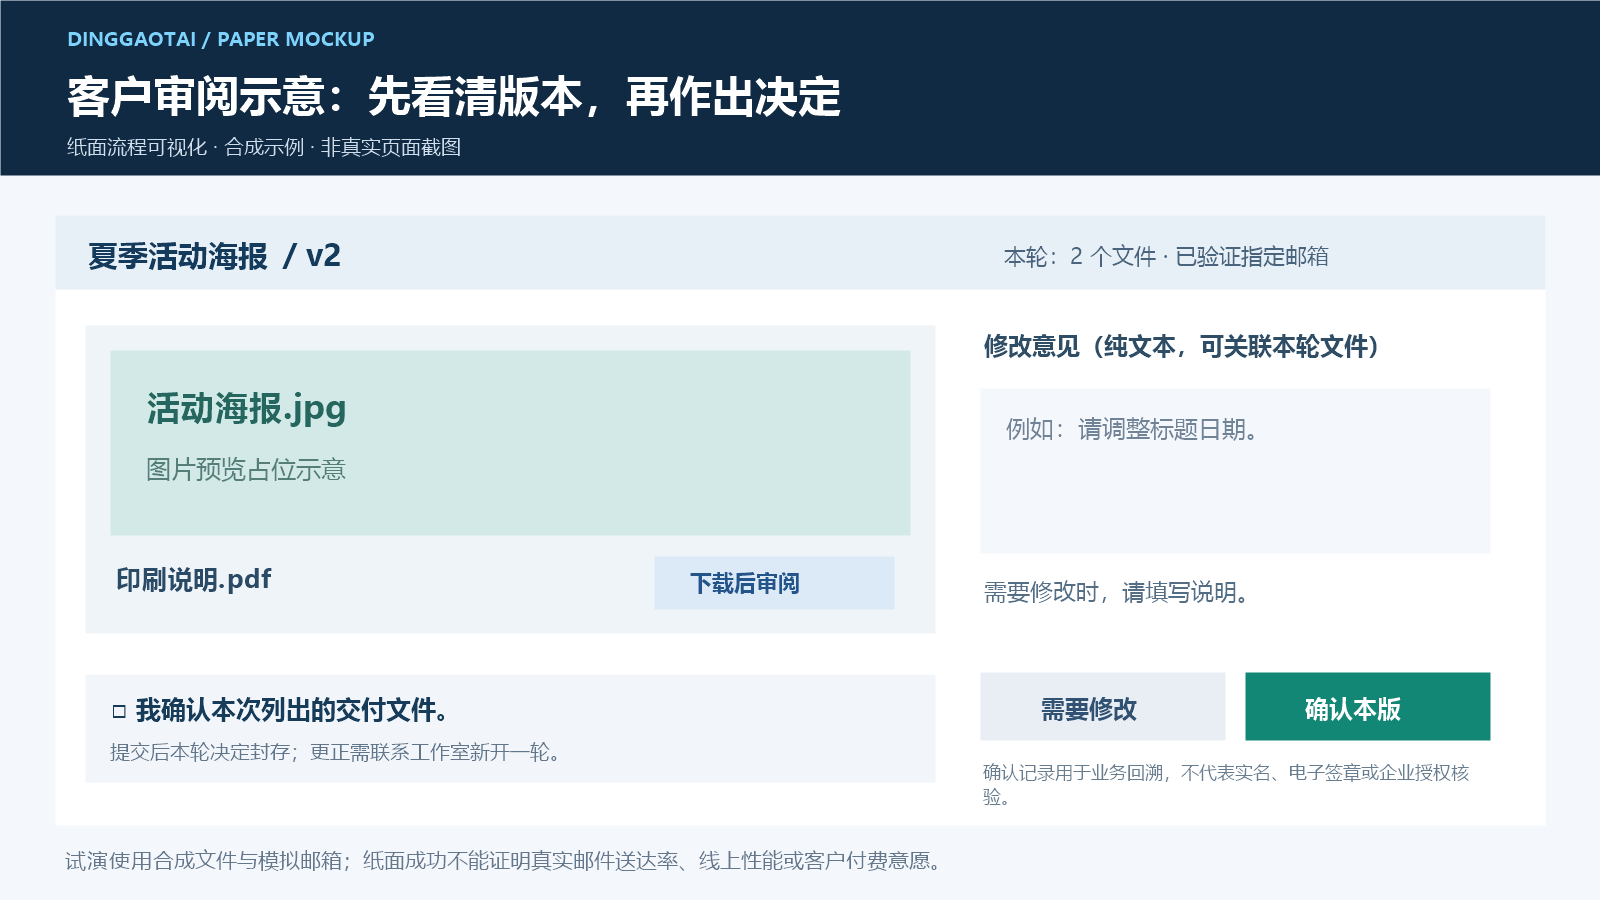 DINGGAOTAI / PAPER MOCKUP
客户审阅示意：先看清版本，再作出决定
纸面流程可视化 · 合成示例 · 非真实页面截图
夏季活动海报 / v2
本轮：2 个文件 · 已验证指定邮箱
活动海报.jpg
图片预览占位示意
印刷说明.pdf
下载后审阅
□ 我确认本次列出的交付文件。
提交后本轮决定封存；更正需联系工作室新开一轮。
修改意见（纯文本，可关联本轮文件）
例如：请调整标题日期。
需要修改时，请填写说明。
需要修改
确认本版
确认记录用于业务回溯，不代表实名、电子签章或企业授权核
验。
试演使用合成文件与模拟邮箱；纸面成功不能证明真实邮件送达率、线上性能或客户付费意愿。